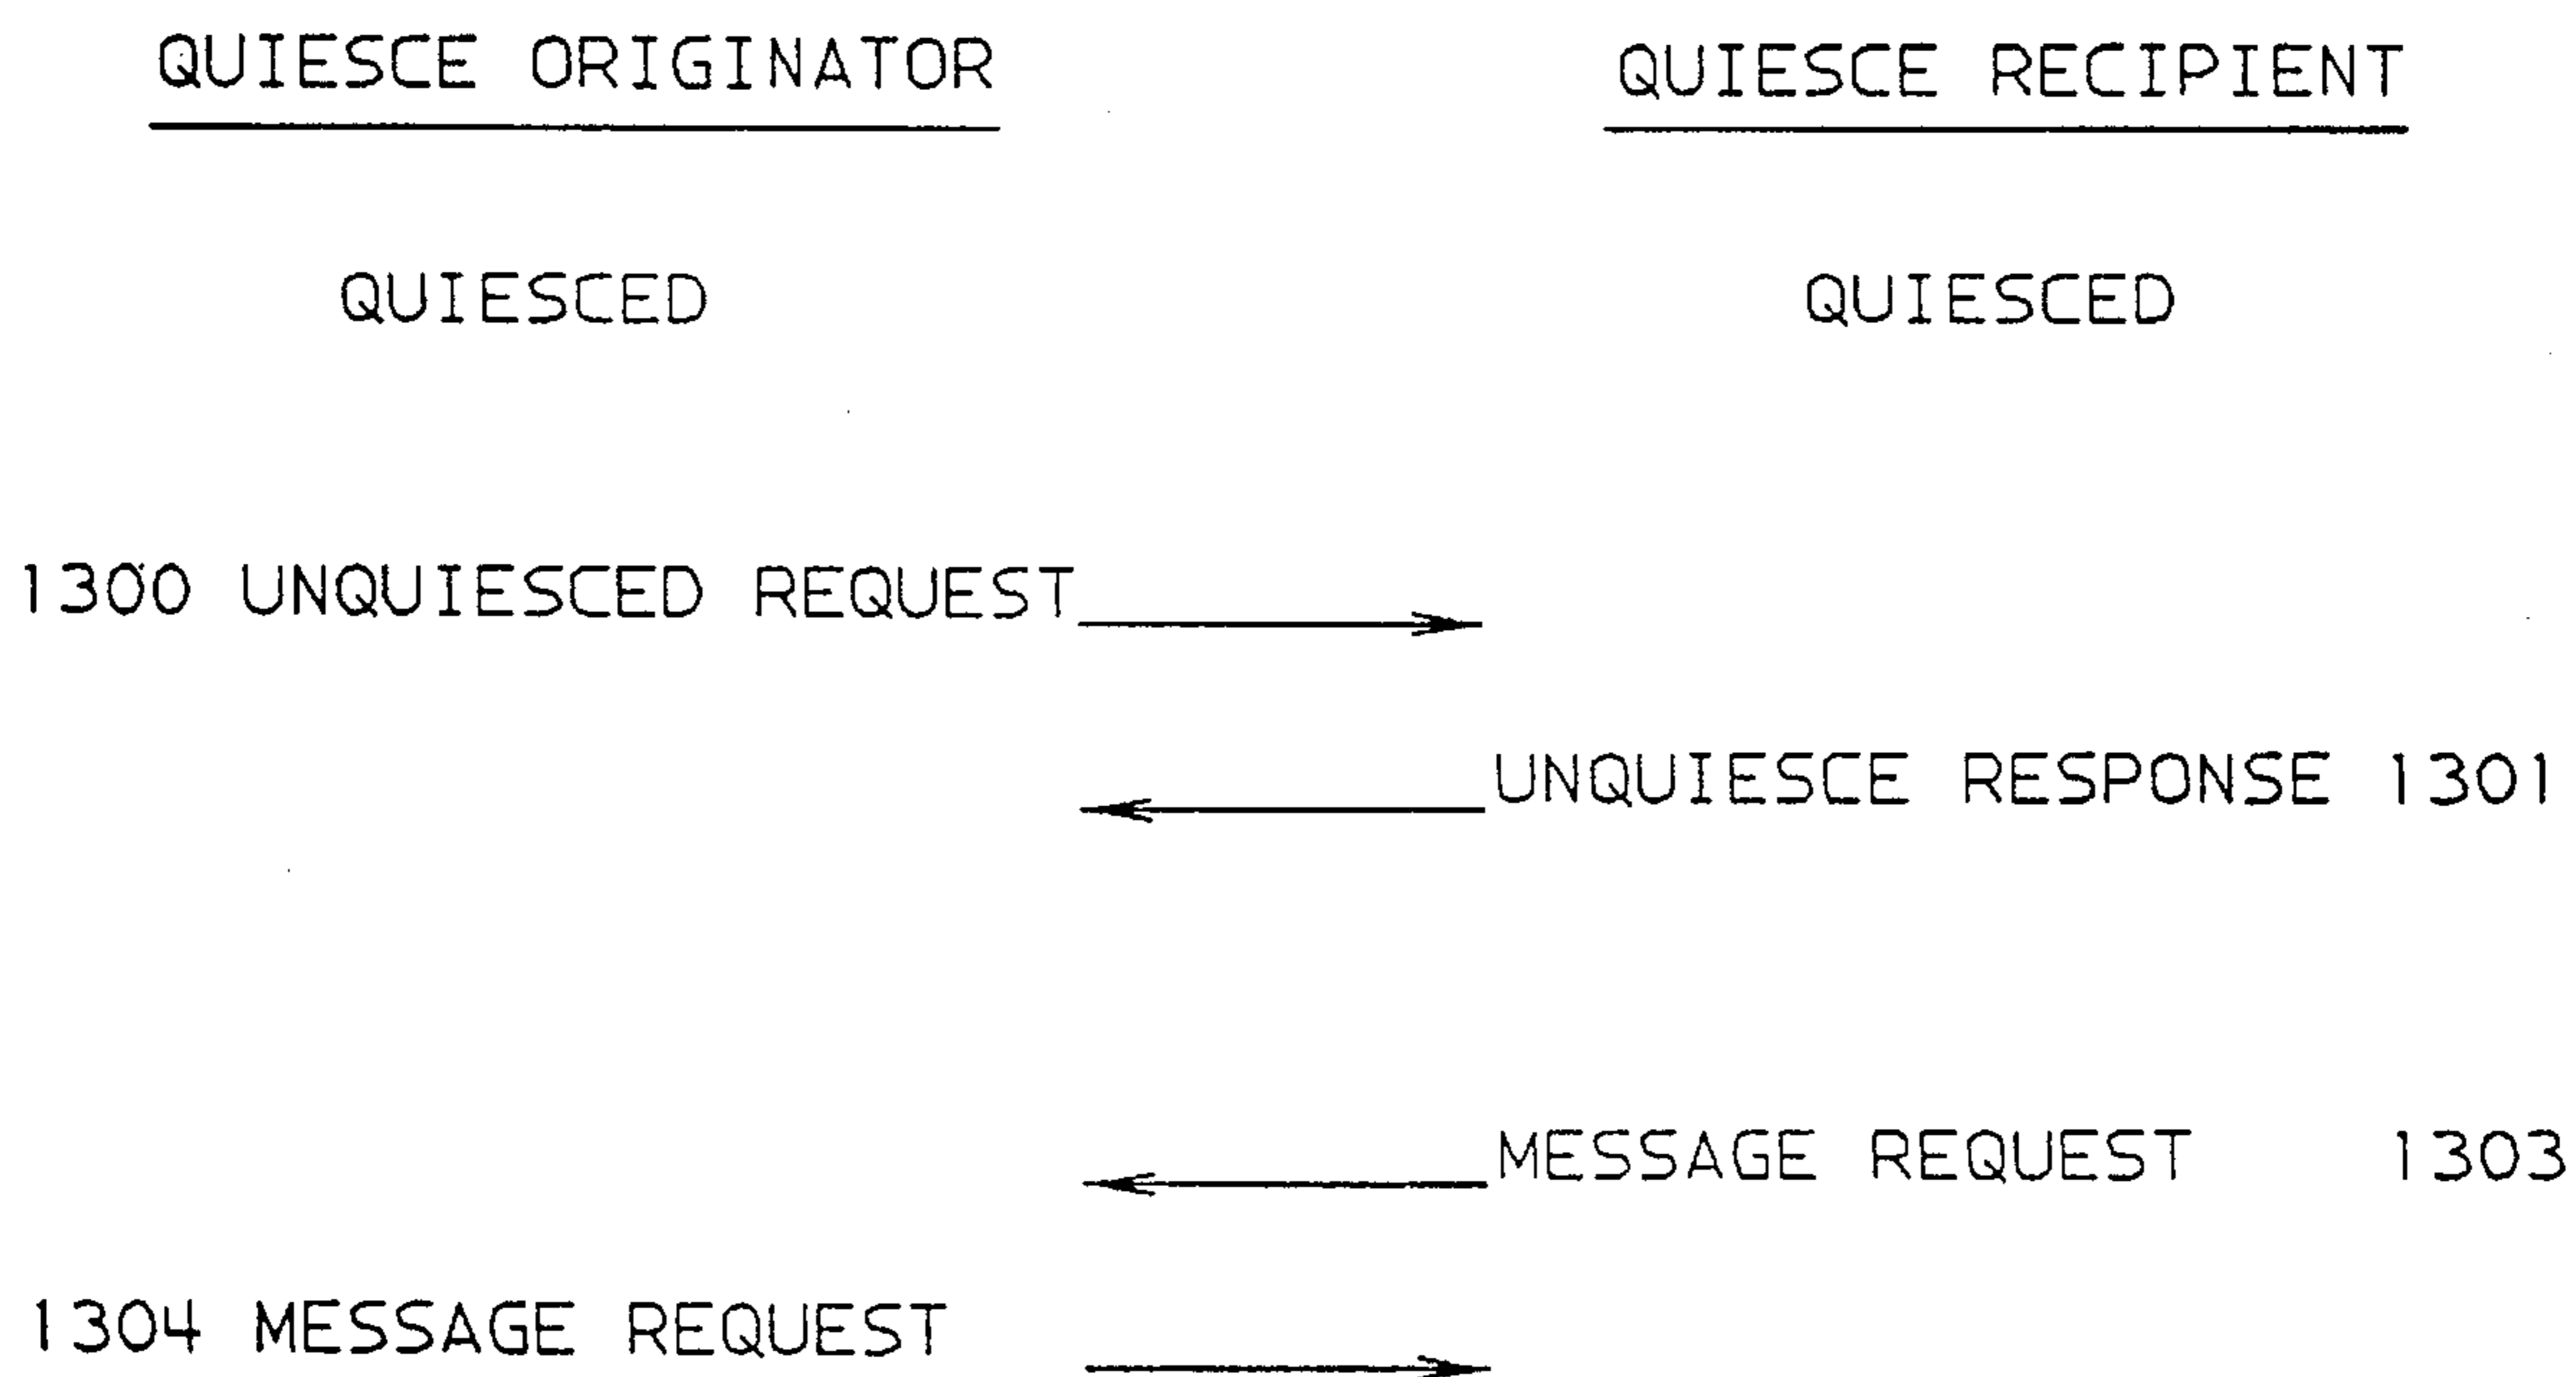 QUIESCE ORIGINATOR QUIESCE RECIPIENT
QUIESCED QUIESCED
1300 UNQUIESCED REQUEST
UNQUIESCE RESPONSE 1301
MESSAGE REQUEST 1303
1304 MESSAGE REQUEST